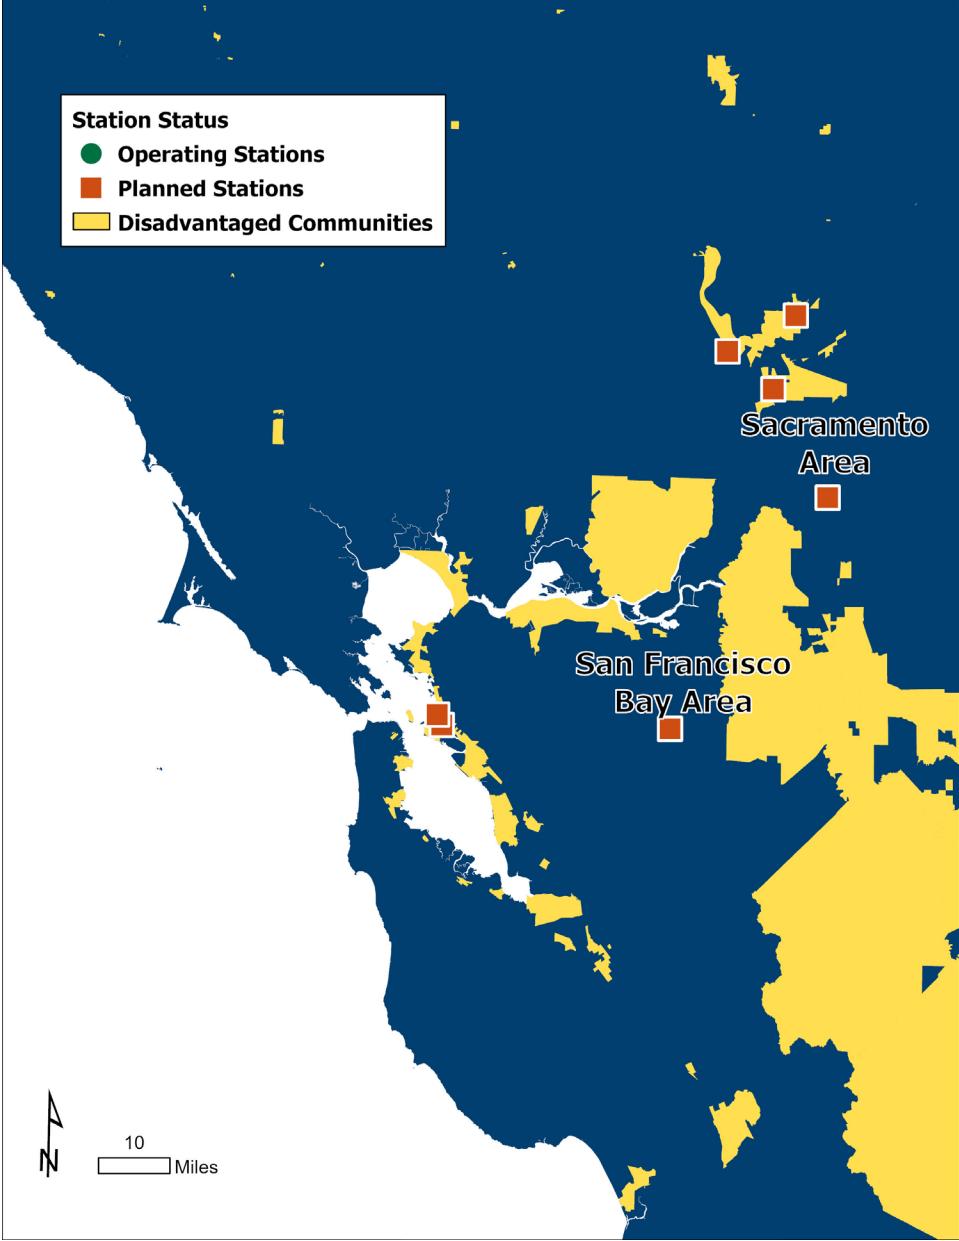 Station Status
Operating Stations
Planned Stations
Disadvantaged Communities
Sacramento
Area
San Francisco
Bay Area
N
10
Miles